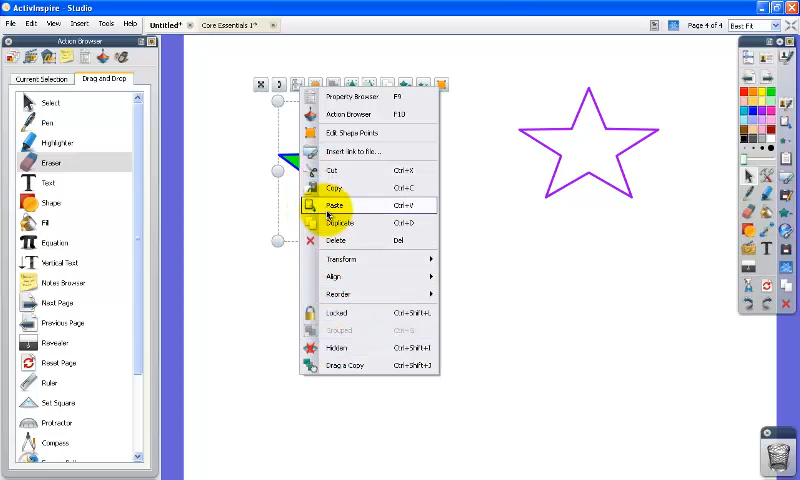 ActivInspire - Studio
File Edit View Insert Tools Help
Untitled* Core Essentials 1*
Page 4 of 4 Best Fit
Action Browser
Current Selection Drag and Drop
Select
Pen
Highlighter
Eraser
Text
Shape
Fill
Equation
Vertical Text
Notes Browser
Next Page
Previous Page
Revealer
Reset Page
Ruler
Set Square
Protractor
Compass
Property Browser F9
Action Browser F10
Edit Shape Points
Insert link to file...
Cut Ctrl+X
Copy Ctrl+C
Paste Ctrl+V
Duplicate Ctrl+D
Delete Del
Transform
Align
Reorder
Locked Ctrl+Shift+L
Grouped Ctrl+G
Hidden Ctrl+Shift+I
Drag a Copy Ctrl+Shift+J